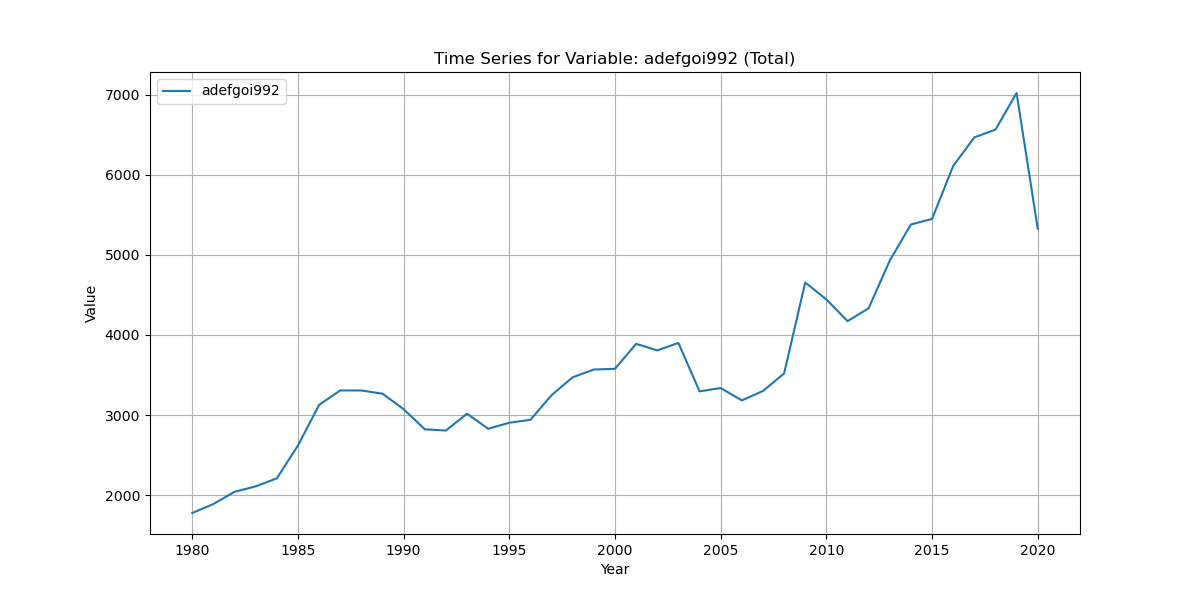 Time Series for Variable: adefgoi992 (Total)
adefgoi992
7000
6000
5000
4000
3000
2000
Value
1980 1985 1990 1995 2000 2005 2010 2015 2020
Year